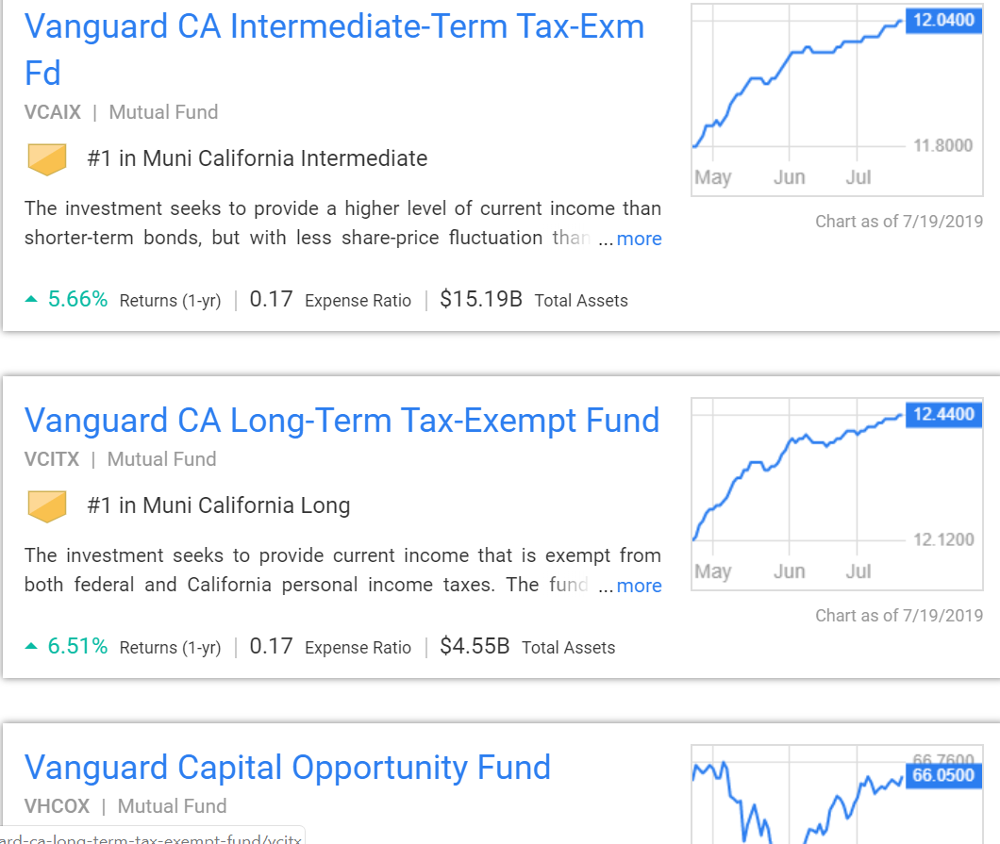 Vanguard CA Intermediate-Term Tax-Exm
Fd
VCAIX | Mutual Fund
#1 in Muni California Intermediate
The investment seeks to provide a higher level of current income than
shorter-term bonds, but with less share-price fluctuation than ...more
5.66% Returns (1-yr) | 0.17 Expense Ratio | $15.19B Total Assets
12.0400
11.8000
May Jun Jul
Chart as of 7/19/2019
Vanguard CA Long-Term Tax-Exempt Fund
VCITX | Mutual Fund
#1 in Muni California Long
The investment seeks to provide current income that is exempt from
both federal and California personal income taxes. The fund ...more
6.51% Returns (1-yr) | 0.17 Expense Ratio | $4.55B Total Assets
12.4400
12.1200
May Jun Jul
Chart as of 7/19/2019
Vanguard Capital Opportunity Fund
VHCOX | Mutual Fund
66.7600
66.0500
ard-ca-long-term-tax-exempt-fund/vcitx